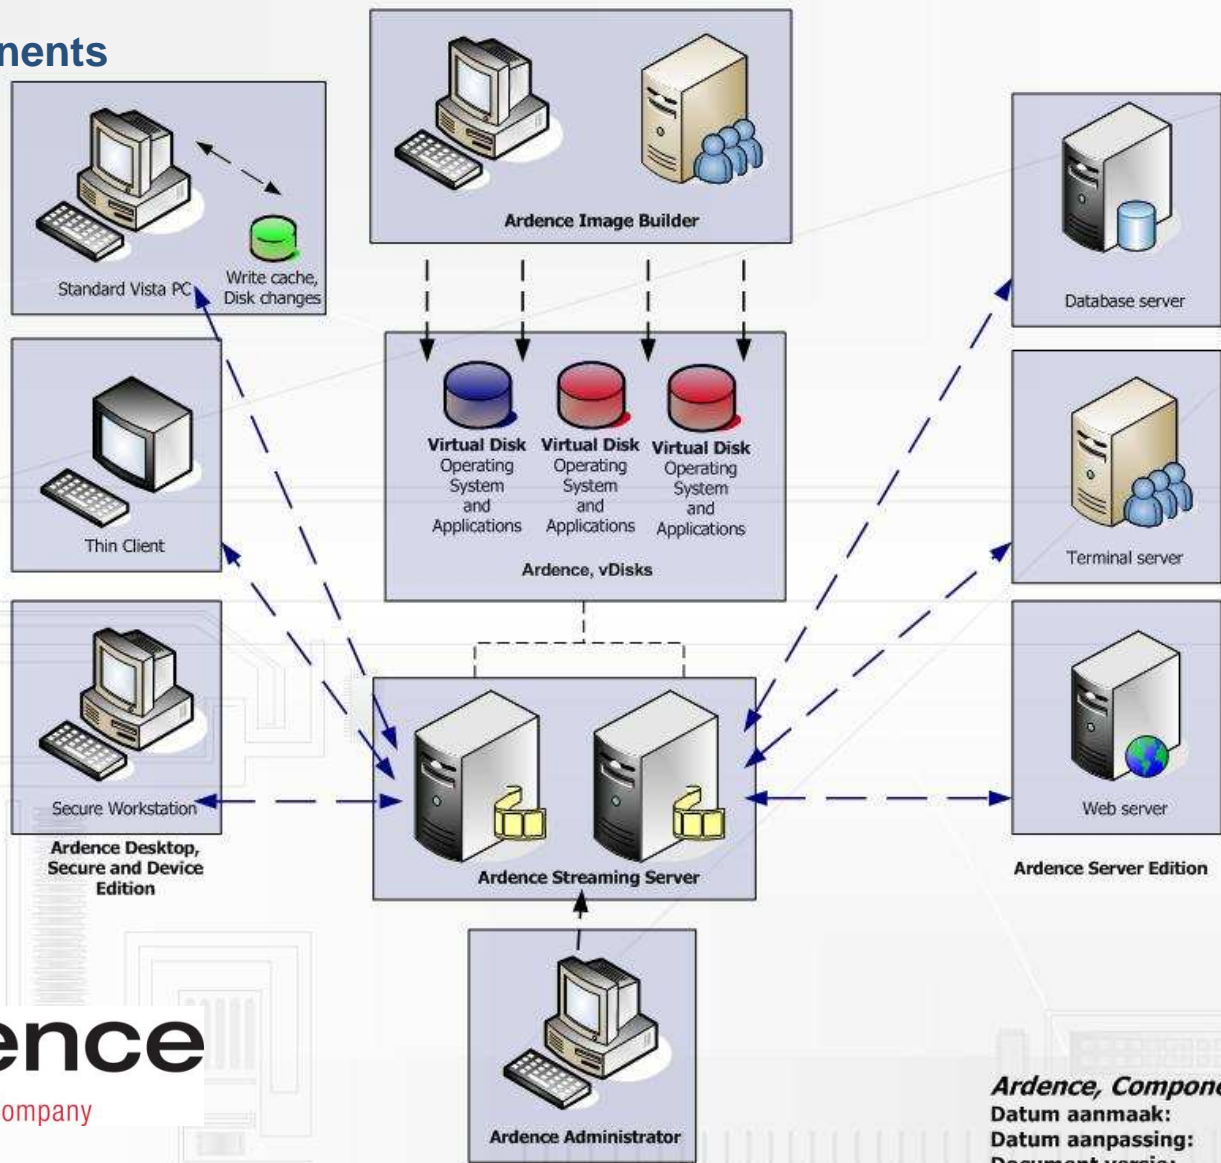 nents
Ardence Image Builder
Standard Vista PC
Write cache,
Disk changes
Database server
Virtual Disk
Operating
System
and
Applications
Virtual Disk
Operating
System
and
Applications
Virtual Disk
Operating
System
and
Applications
Ardence, vDisks
Thin Client
Terminal server
Secure Workstation
Ardence Desktop,
Secure and Device
Edition
Ardence Streaming Server
Web server
Ardence Server Edition
Ardence Administrator
ence
ompany
Ardence, Compone
Datum aanmaak:
Datum aanpassing:
Document versie: